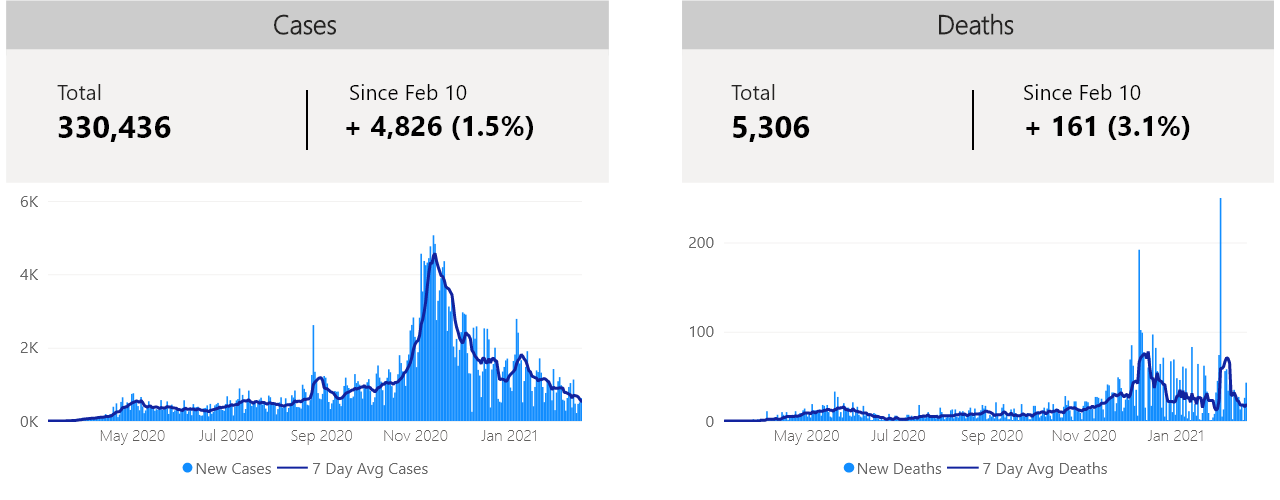 Cases
Total
330,436
Since Feb 10
+ 4,826 (1.5%)
6K
4K
2K
0K
May 2020 Jul 2020 Sep 2020 Nov 2020 Jan 2021
New Cases 7 Day Avg Cases
Deaths
Total
5,306
Since Feb 10
+ 161 (3.1%)
200
100
0
May 2020 Jul 2020 Sep 2020 Nov 2020 Jan 2021
New Deaths 7 Day Avg Deaths